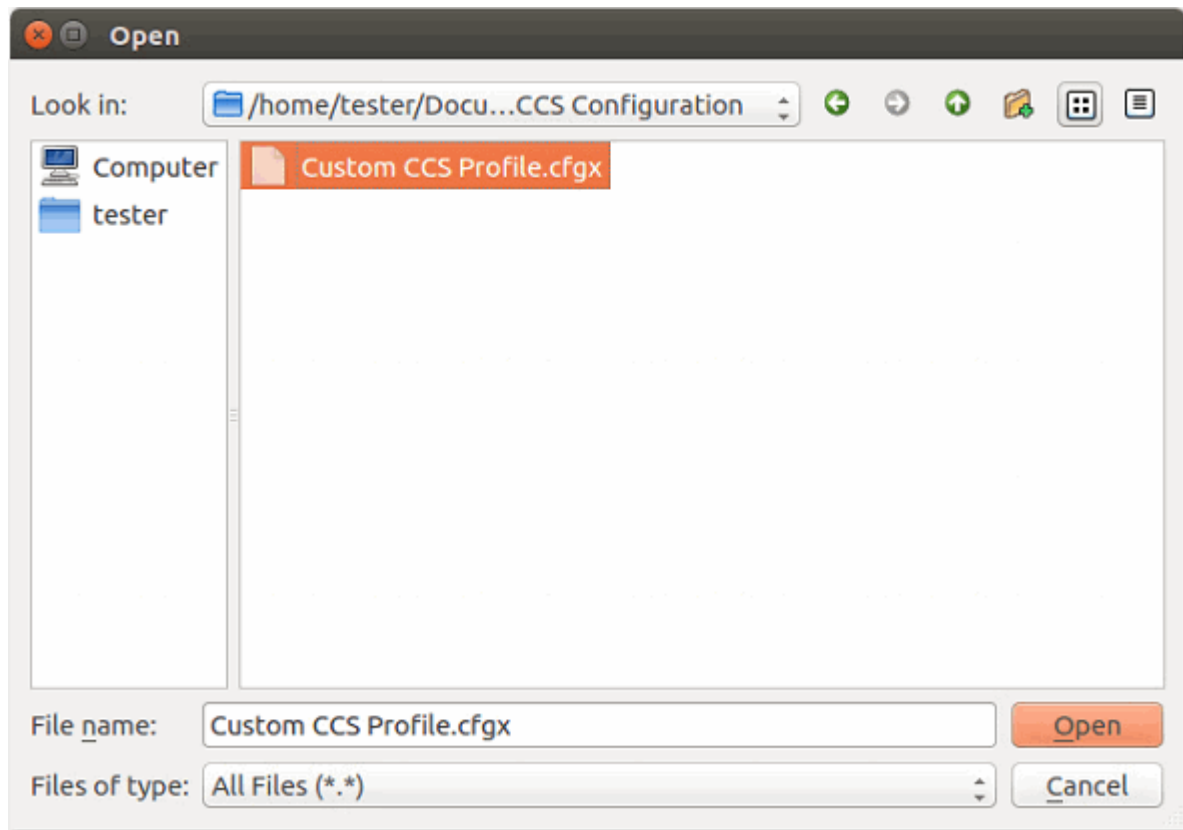 Open
Look in: /home/tester/Docu...CCS Configuration
Computer
tester
Custom CCS Profile.cfgx
File name: Custom CCS Profile.cfgx Open
Files of type: All Files (*.*) Cancel